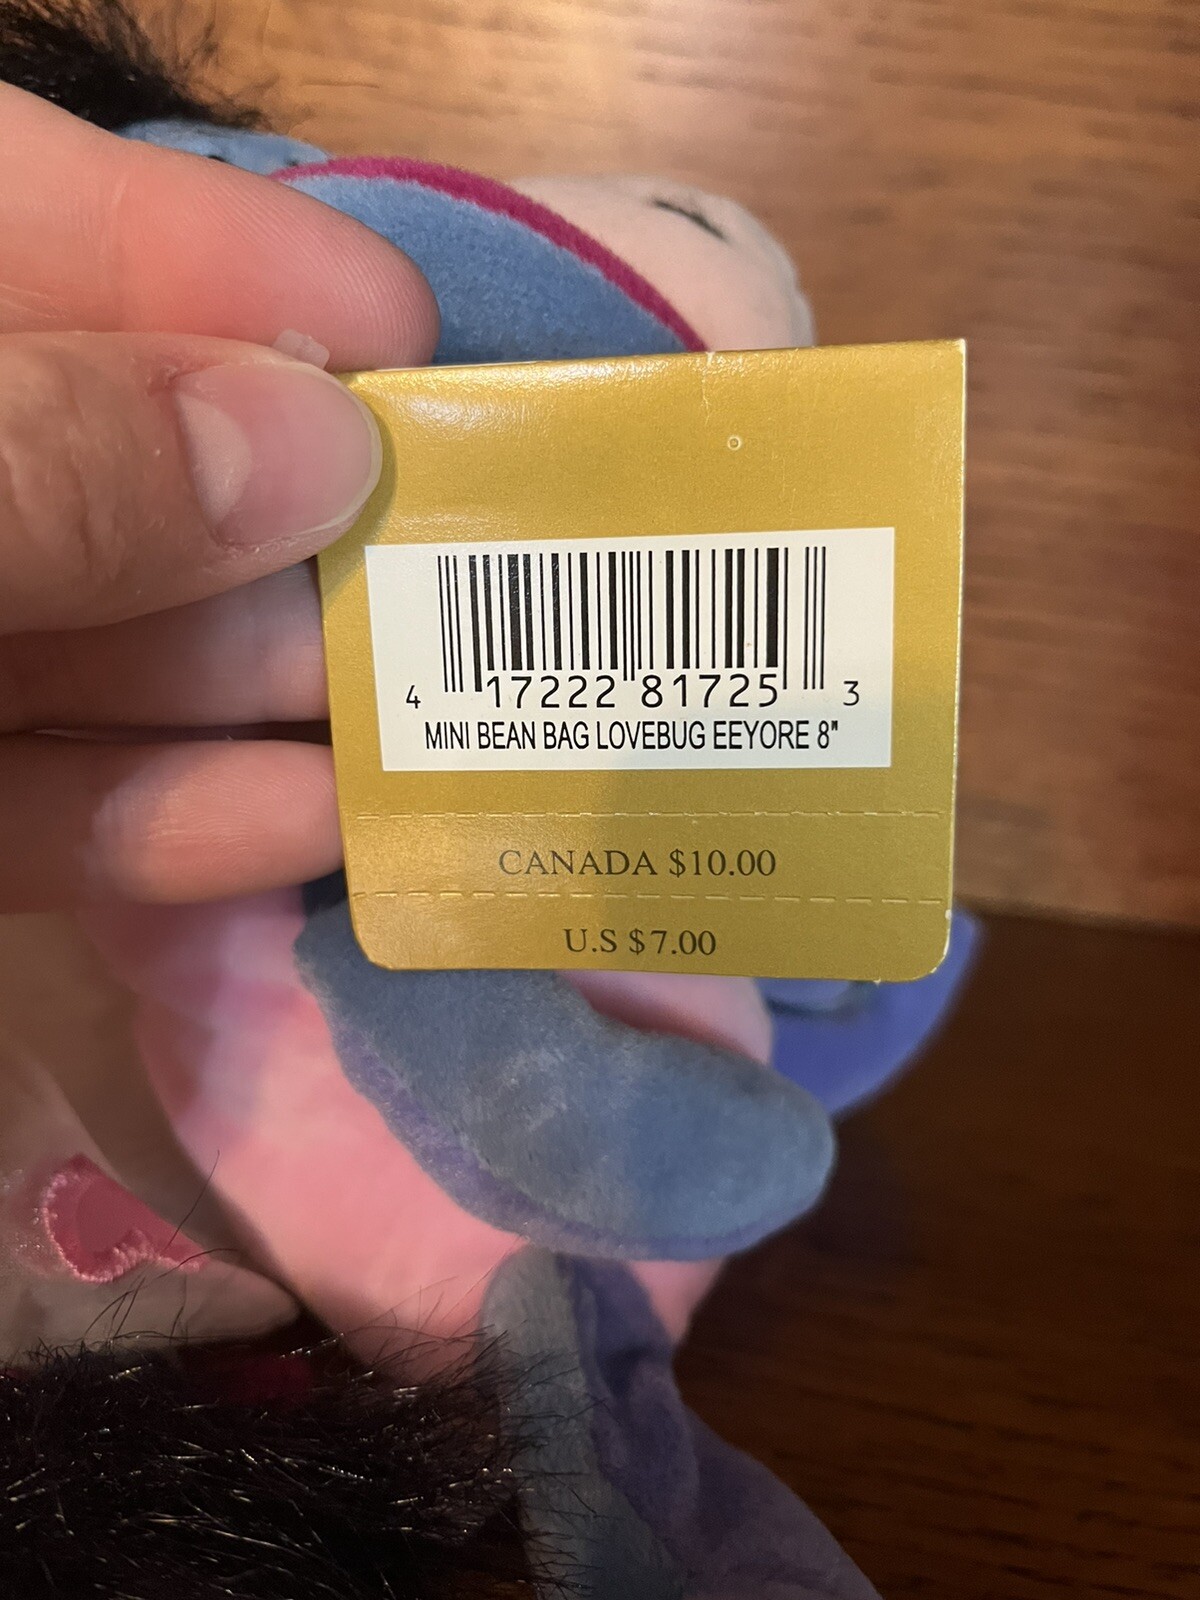 4 17222 81725 3
MINI BEAN BAG LOVEBUG EEYORE 8"
CANADA $10.00
U.S $7.00